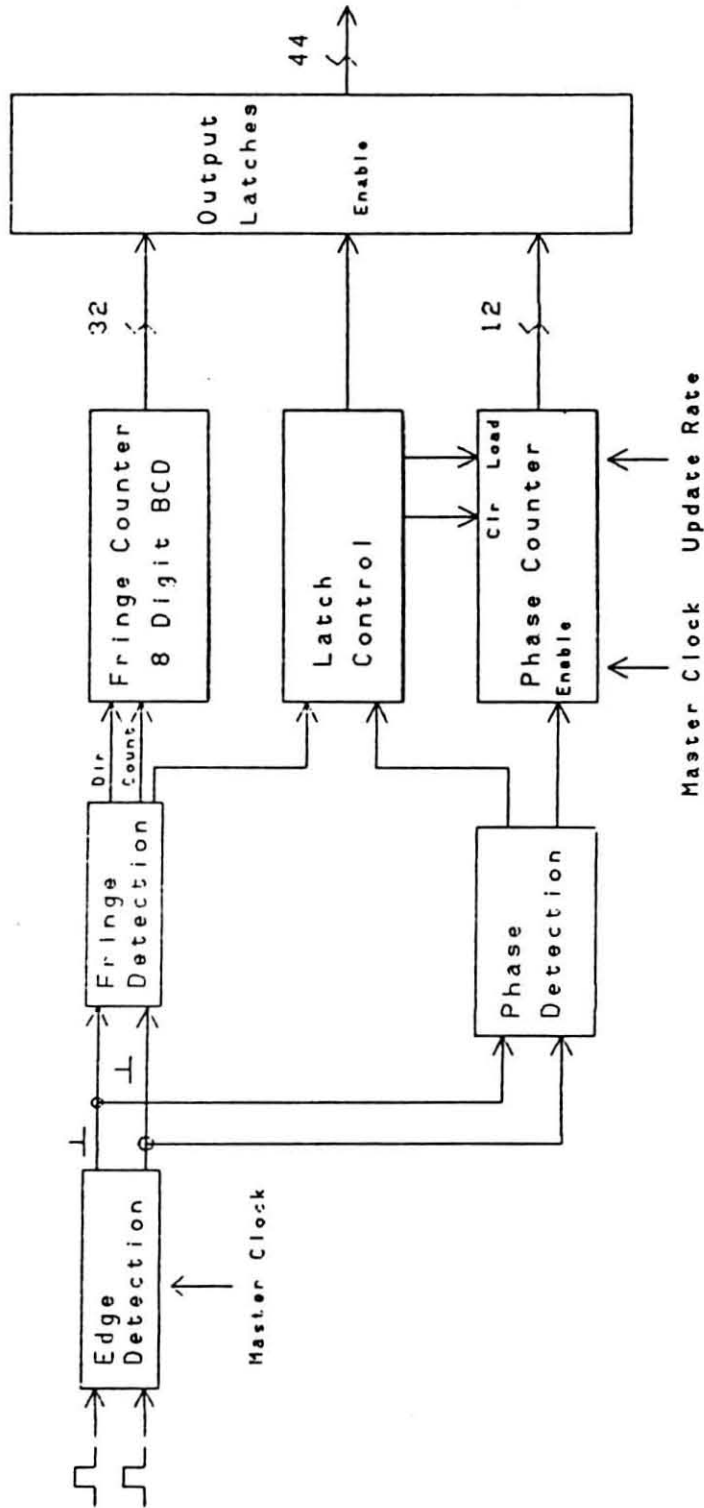 Edge
Detection
Master Clock
Fringe
Detection
Dir
Count
Fringe Counter
8 Digit BCD
32
Phase
Detection
Latch
Control
Clr Load
Phase Counter
Enable
Master Clock
Update Rate
12
Output
Latches
Enable
44